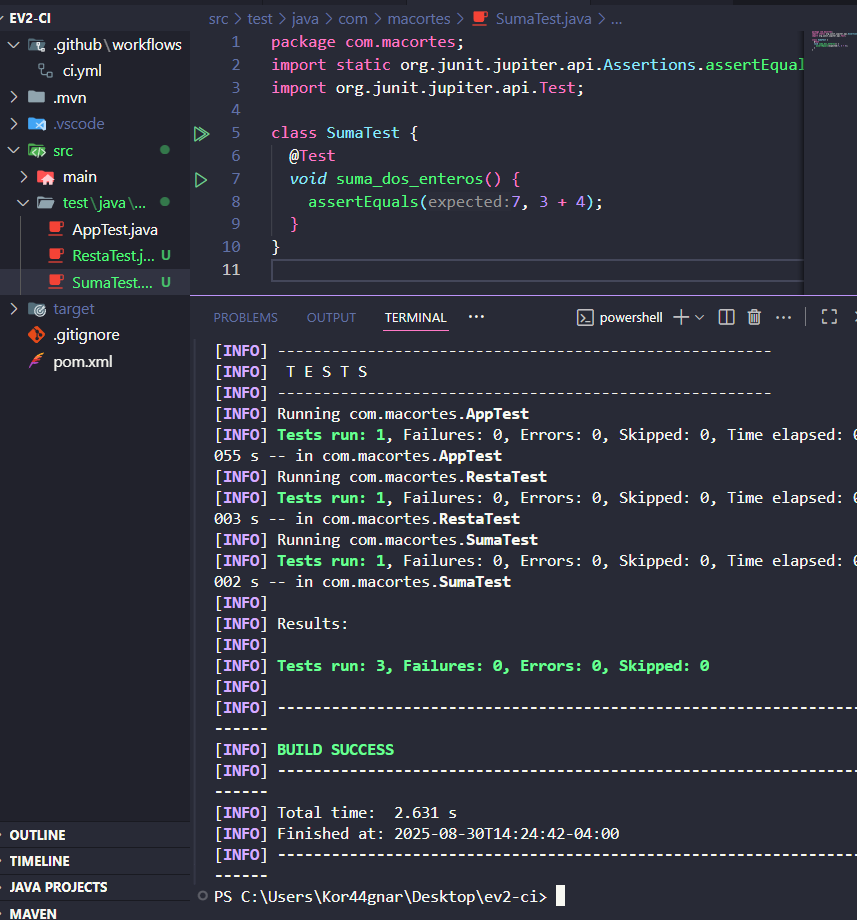 EV2-CI
.github\workflows
ci.yml
.mvn
.vscode
src
main
test\java\...
AppTest.java
RestaTest.j... U
SumaTest.... U
target
.gitignore
pom.xml
OUTLINE
TIMELINE
JAVA PROJECTS
MAVEN
src > test > java > com > macortes > SumaTest.java > ...
1 package com.macortes;
2 import static org.junit.jupiter.api.Assertions.assertEqual
3 import org.junit.jupiter.api.Test;
4
5 class SumaTest {
6 @Test
7 void suma_dos_enteros() {
8 assertEquals(expected:7, 3 + 4);
9 }
10 }
11
PROBLEMS OUTPUT TERMINAL ... powershell
[INFO] -------------------------------------------------------
[INFO]  T E S T S
[INFO] -------------------------------------------------------
[INFO] Running com.macortes.AppTest
[INFO] Tests run: 1, Failures: 0, Errors: 0, Skipped: 0, Time elapsed: 0
055 s -- in com.macortes.AppTest
[INFO] Running com.macortes.RestaTest
[INFO] Tests run: 1, Failures: 0, Errors: 0, Skipped: 0, Time elapsed: 0
003 s -- in com.macortes.RestaTest
[INFO] Running com.macortes.SumaTest
[INFO] Tests run: 1, Failures: 0, Errors: 0, Skipped: 0, Time elapsed: 0
002 s -- in com.macortes.SumaTest
[INFO]
[INFO] Results:
[INFO]
[INFO] Tests run: 3, Failures: 0, Errors: 0, Skipped: 0
[INFO]
[INFO] -----------------------------------------------------------------
------
[INFO] BUILD SUCCESS
[INFO] -----------------------------------------------------------------
------
[INFO] Total time:  2.631 s
[INFO] Finished at: 2025-08-30T14:24:42-04:00
[INFO] -----------------------------------------------------------------
------
PS C:\Users\Kor44gnar\Desktop\ev2-ci>